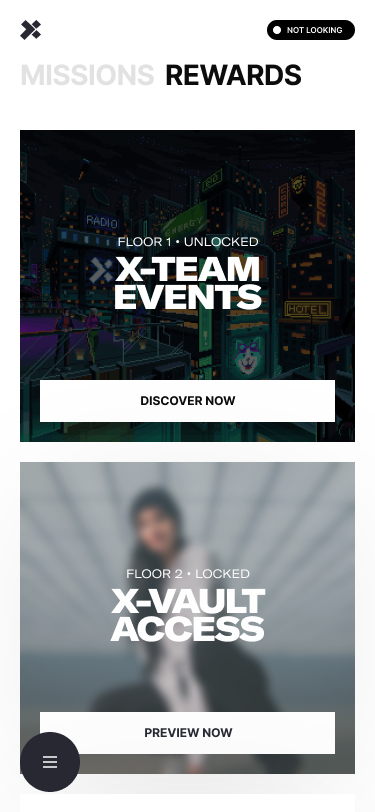 NOT LOOKING
MISSIONS REWARDS
RADIO
HOTEL
FLOOR 1 • UNLOCKED
X-TEAM
EVENTS
DISCOVER NOW
FLOOR 2 • LOCKED
X-VAULT
ACCESS
PREVIEW NOW